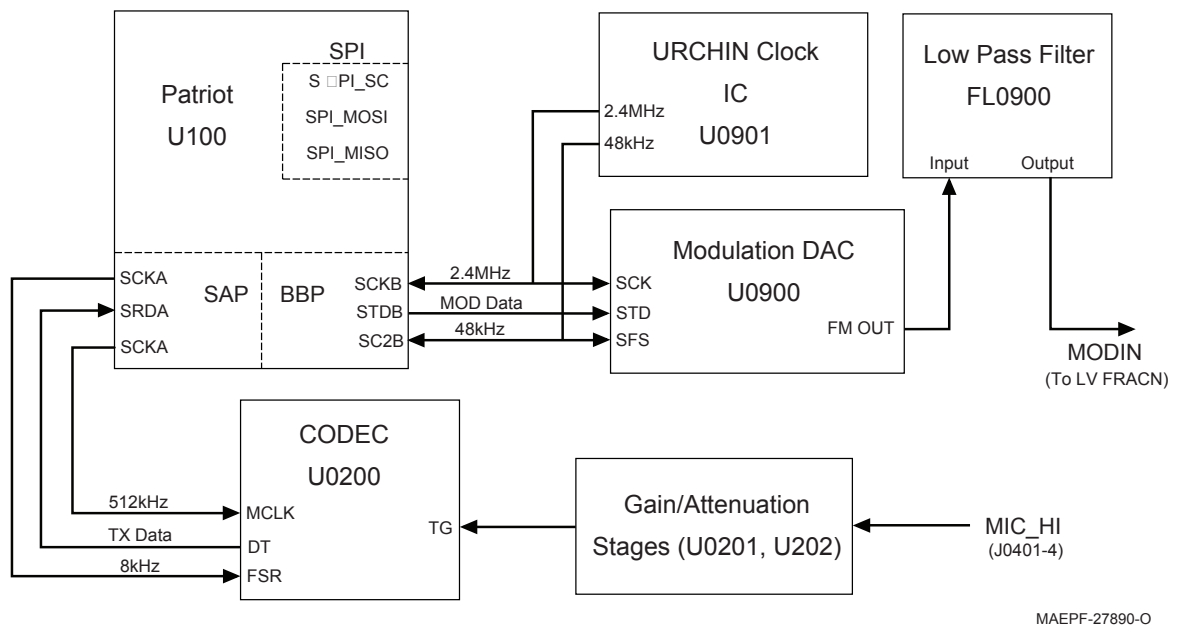 SPI
S □PI_SC
SPI_MOSI
SPI_MISO
Patriot
U100
SCKA
SRDA
SCKA
SAP
BBP
SCKB
STDB
SC2B
2.4MHz
MOD Data
48kHz
URCHIN Clock
IC
U0901
2.4MHz
48kHz
Low Pass Filter
FL0900
Input
Output
Modulation DAC
U0900
SCK
STD
SFS
FM OUT
MODIN
(To LV FRACN)
CODEC
U0200
512kHz
TX Data
8kHz
MCLK
DT
FSR
TG
Gain/Attenuation
Stages (U0201, U202)
MIC_HI
(J0401-4)
MAEPF-27890-O